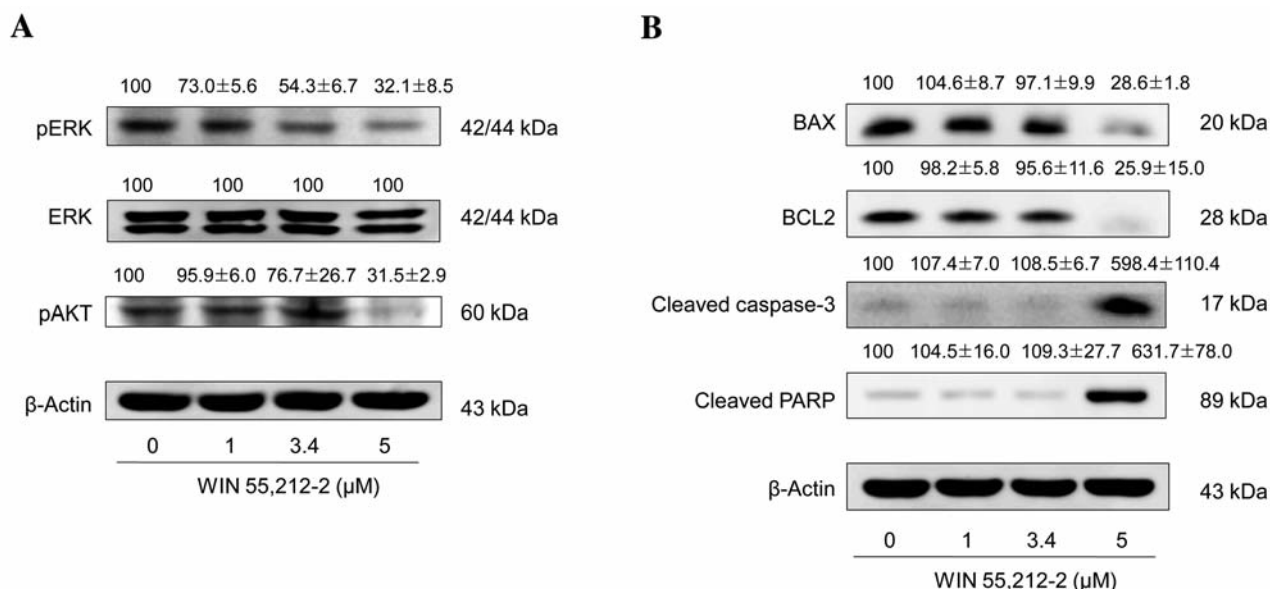 A
100 73.0±5.6 54.3±6.7 32.1±8.5
pERK 42/44 kDa
100 100 100 100
ERK 42/44 kDa
100 95.9±6.0 76.7±26.7 31.5±2.9
pAKT 60 kDa
β-Actin 43 kDa
0 1 3.4 5
WIN 55,212-2 (µM)
B
100 104.6±8.7 97.1±9.9 28.6±1.8
BAX 20 kDa
100 98.2±5.8 95.6±11.6 25.9±15.0
BCL2 28 kDa
100 107.4±7.0 108.5±6.7 598.4±110.4
Cleaved caspase-3 17 kDa
100 104.5±16.0 109.3±27.7 631.7±78.0
Cleaved PARP 89 kDa
β-Actin 43 kDa
0 1 3.4 5
WIN 55,212-2 (µM)